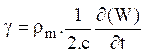 γ = ρm . 1/2.c ∂(W)/∂t